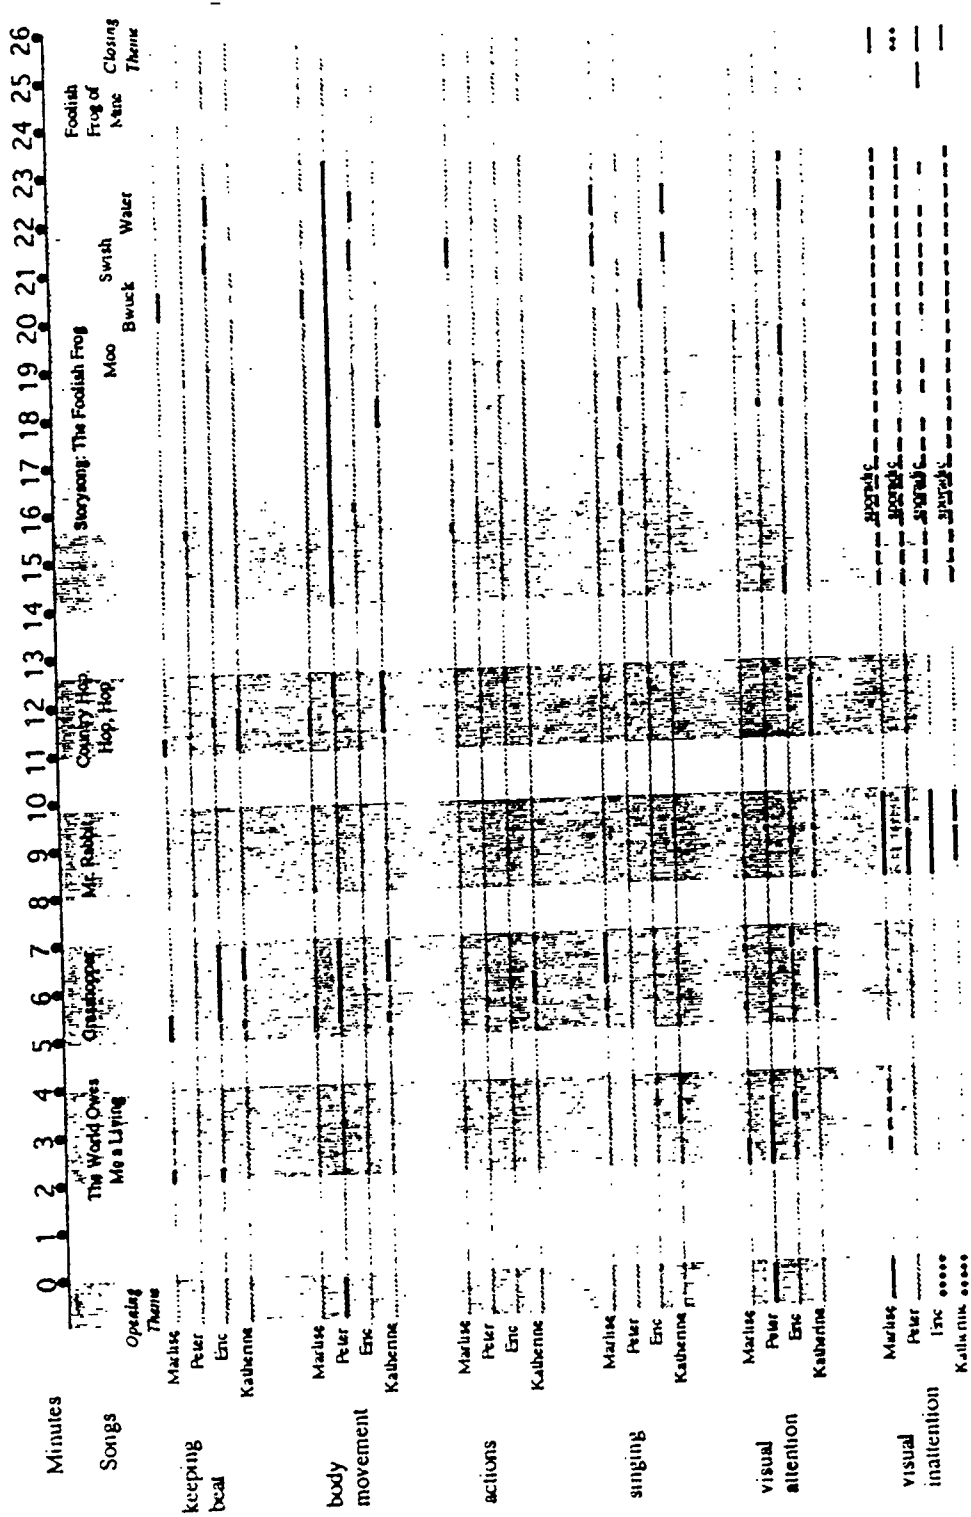 Minutes
0 1 2 3 4 5 6 7 8 9 10 11 12 13 14 15 16 17 18 19 20 21 22 23 24 25 26
Songs
Opening
Theme
The World Owes
Me a Living
Grasshopper
Mr. Rabbit
Country Hop
Hop, Hop
Storysong: The Foolish Frog
Moo
Bwuck
Swish
Water
Foolish
Frog of
Mine
Closing
Theme
keeping
beat
Marlise
Peter
Eric
Katherine
body
movement
Marlise
Peter
Eric
Katherine
actions
Marlise
Peter
Eric
Katherine
singing
Marlise
Peter
Eric
Katherine
visual
attention
Marlise
Peter
Eric
Katherine
visual
inattention
Marlise
Peter
Eric
Katherine
sporadic
sporadic
sporadic
sporadic